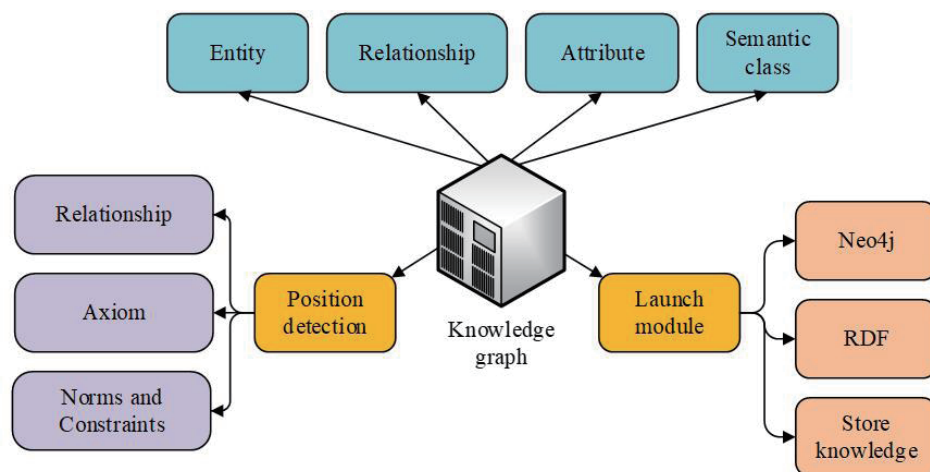 Entity
Relationship
Attribute
Semantic
class
Relationship
Axiom
Norms and
Constraints
Position
detection
Knowledge
graph
Launch
module
Neo4j
RDF
Store
knowledge